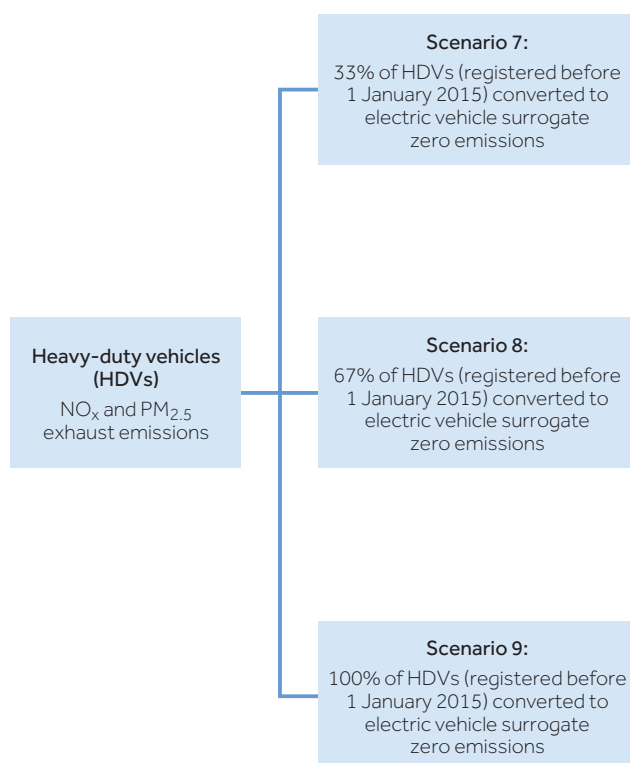 Scenario 7:
33% of HDVs (registered before
1 January 2015) converted to
electric vehicle surrogate
zero emissions
Heavy-duty vehicles
(HDVs)
NOx and PM2.5
exhaust emissions
Scenario 8:
67% of HDVs (registered before
1 January 2015) converted to
electric vehicle surrogate
zero emissions
Scenario 9:
100% of HDVs (registered before
1 January 2015) converted to
electric vehicle surrogate
zero emissions